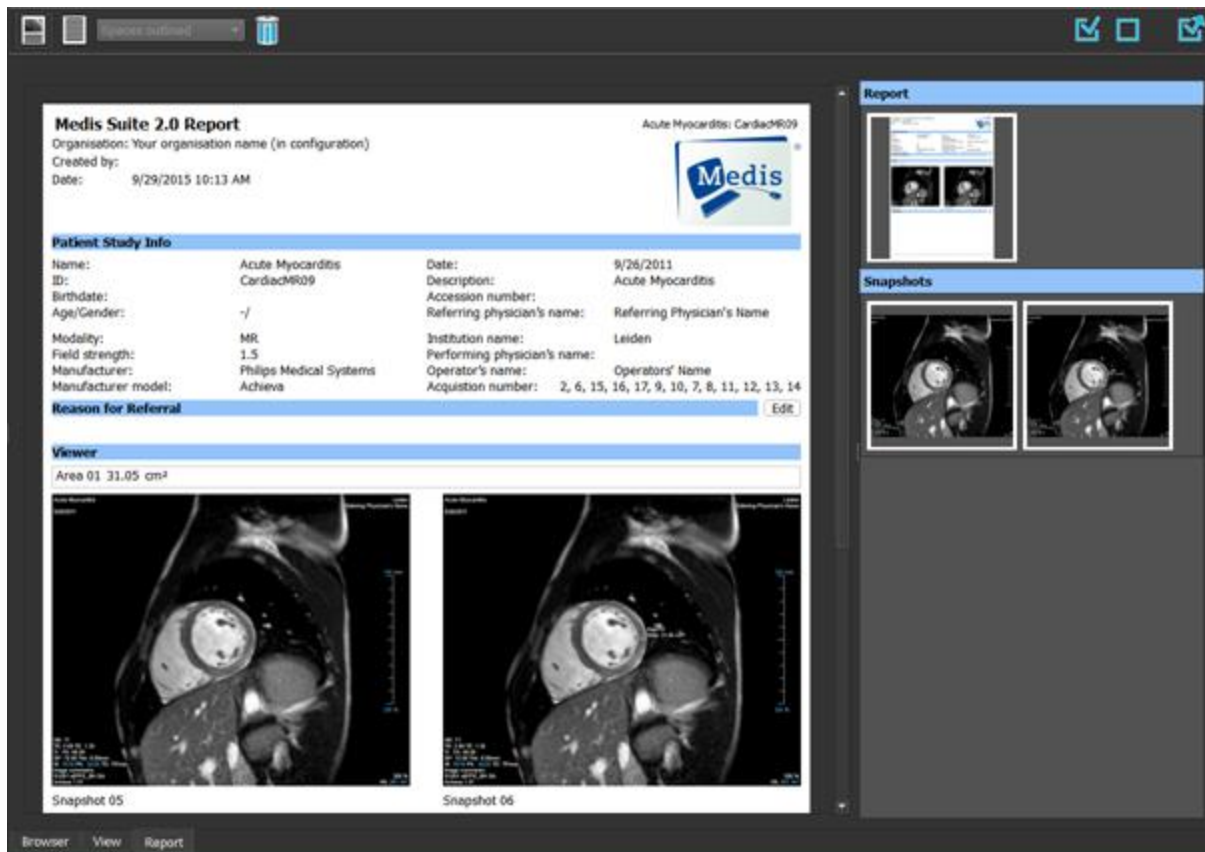 Spaces outlined
Medis Suite 2.0 Report
Acute Myocarditis: CardiacMR09
Organisation: Your organisation name (in configuration)
Created by:
Date: 9/29/2015 10:13 AM
Medis
Patient Study Info
Name: Acute Myocarditis Date: 9/26/2011
ID: CardiacMR09 Description: Acute Myocarditis
Birthdate: Accession number:
Age/Gender: -/ Referring physician's name: Referring Physician's Name
Modality: MR Institution name: Leiden
Field strength: 1.5 Performing physician's name:
Manufacturer: Philips Medical Systems Operator's name: Operators' Name
Manufacturer model: Achieva Acquistion number: 2, 6, 15, 16, 17, 9, 10, 7, 8, 11, 12, 13, 14
Reason for Referral Edit
Viewer
Area 01 31.05 cm²
Snapshot 05 Snapshot 06
Report
Snapshots
Browser View Report